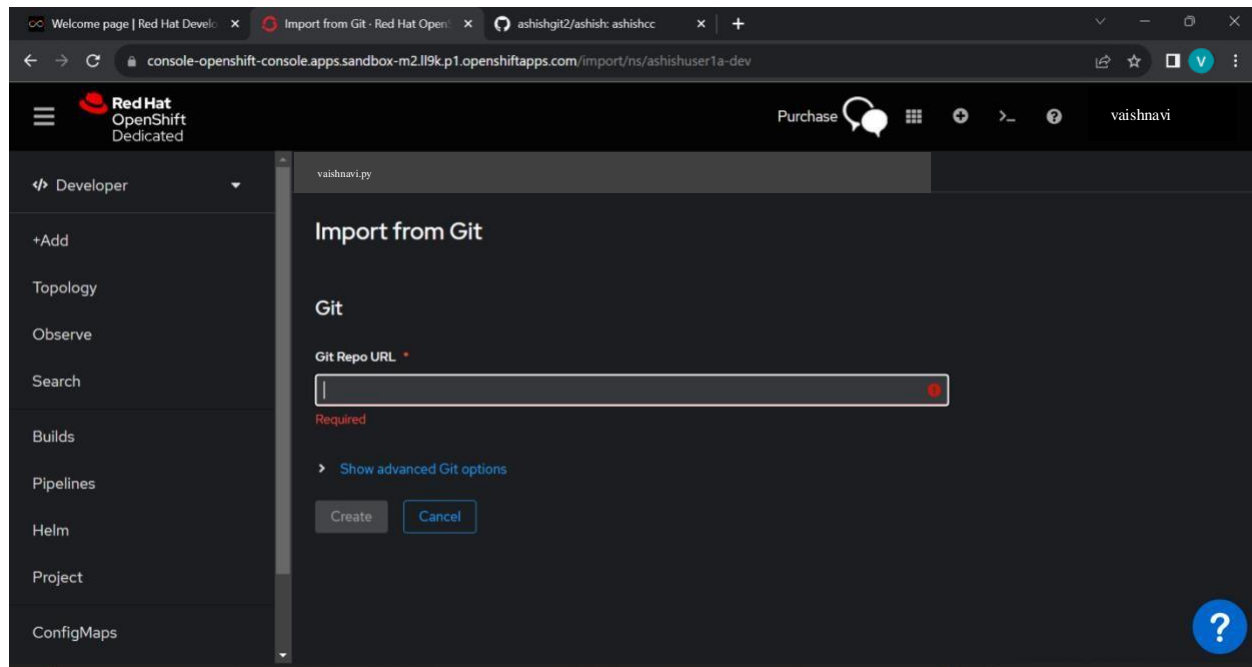 Welcome page | Red Hat Develo
Import from Git · Red Hat Open
ashishgit2/ashish: ashishcc
console-openshift-console.apps.sandbox-m2.ll9k.p1.openshiftapps.com/import/ns/ashishuser1a-dev
V
Red Hat
OpenShift
Dedicated
Purchase
vaishnavi
</> Developer
vaishnavi.py
+Add
Topology
Observe
Search
Builds
Pipelines
Helm
Project
ConfigMaps
Import from Git
Git
Git Repo URL *
Required
Show advanced Git options
Create
Cancel
?